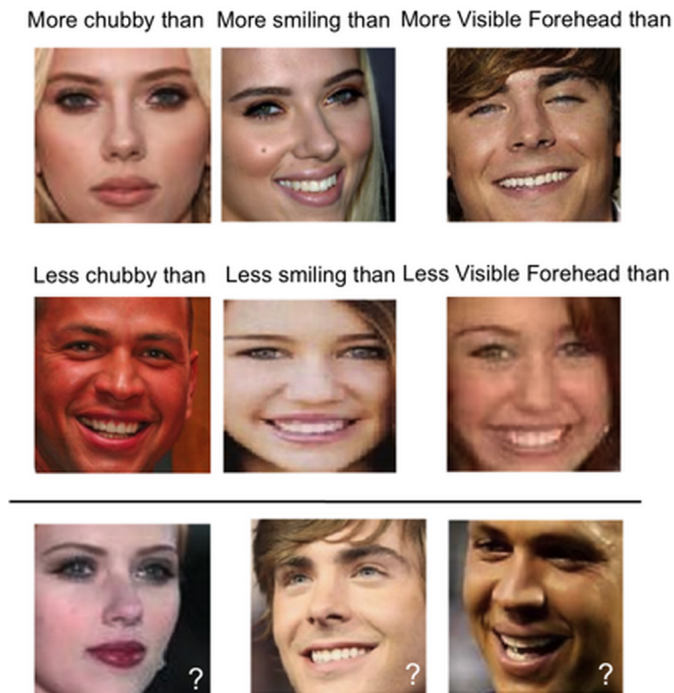 More chubby than More smiling than More Visible Forehead than
Less chubby than Less smiling than Less Visible Forehead than
? ? ?